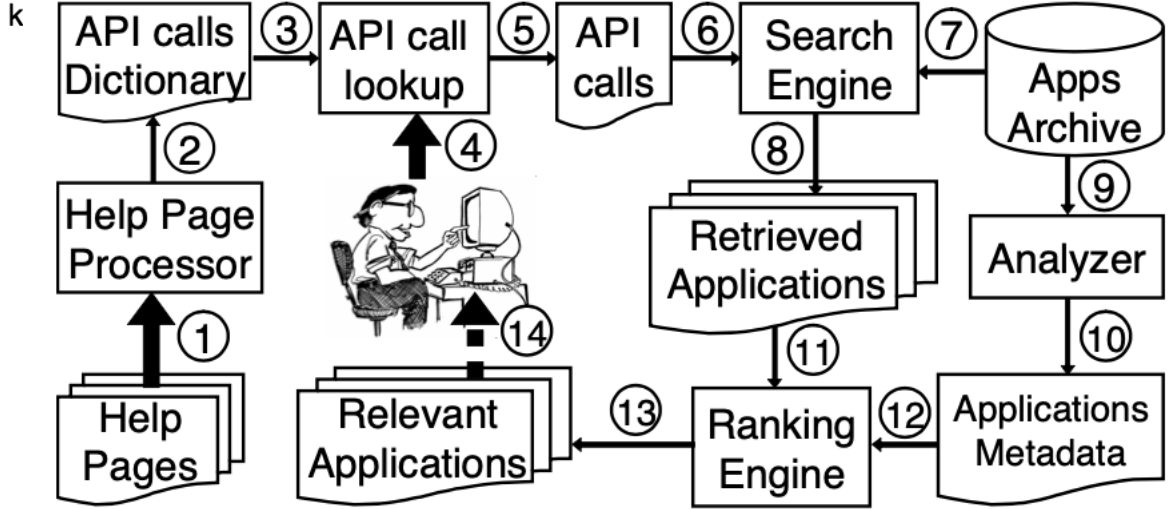 k
API calls
Dictionary
3
API call
lookup
5
API
calls
6
Search
Engine
7
Apps
Archive
2
4
8
9
Help Page
Processor
Retrieved
Applications
Analyzer
1
14
11
10
Help
Pages
Relevant
Applications
13
Ranking
Engine
12
Applications
Metadata